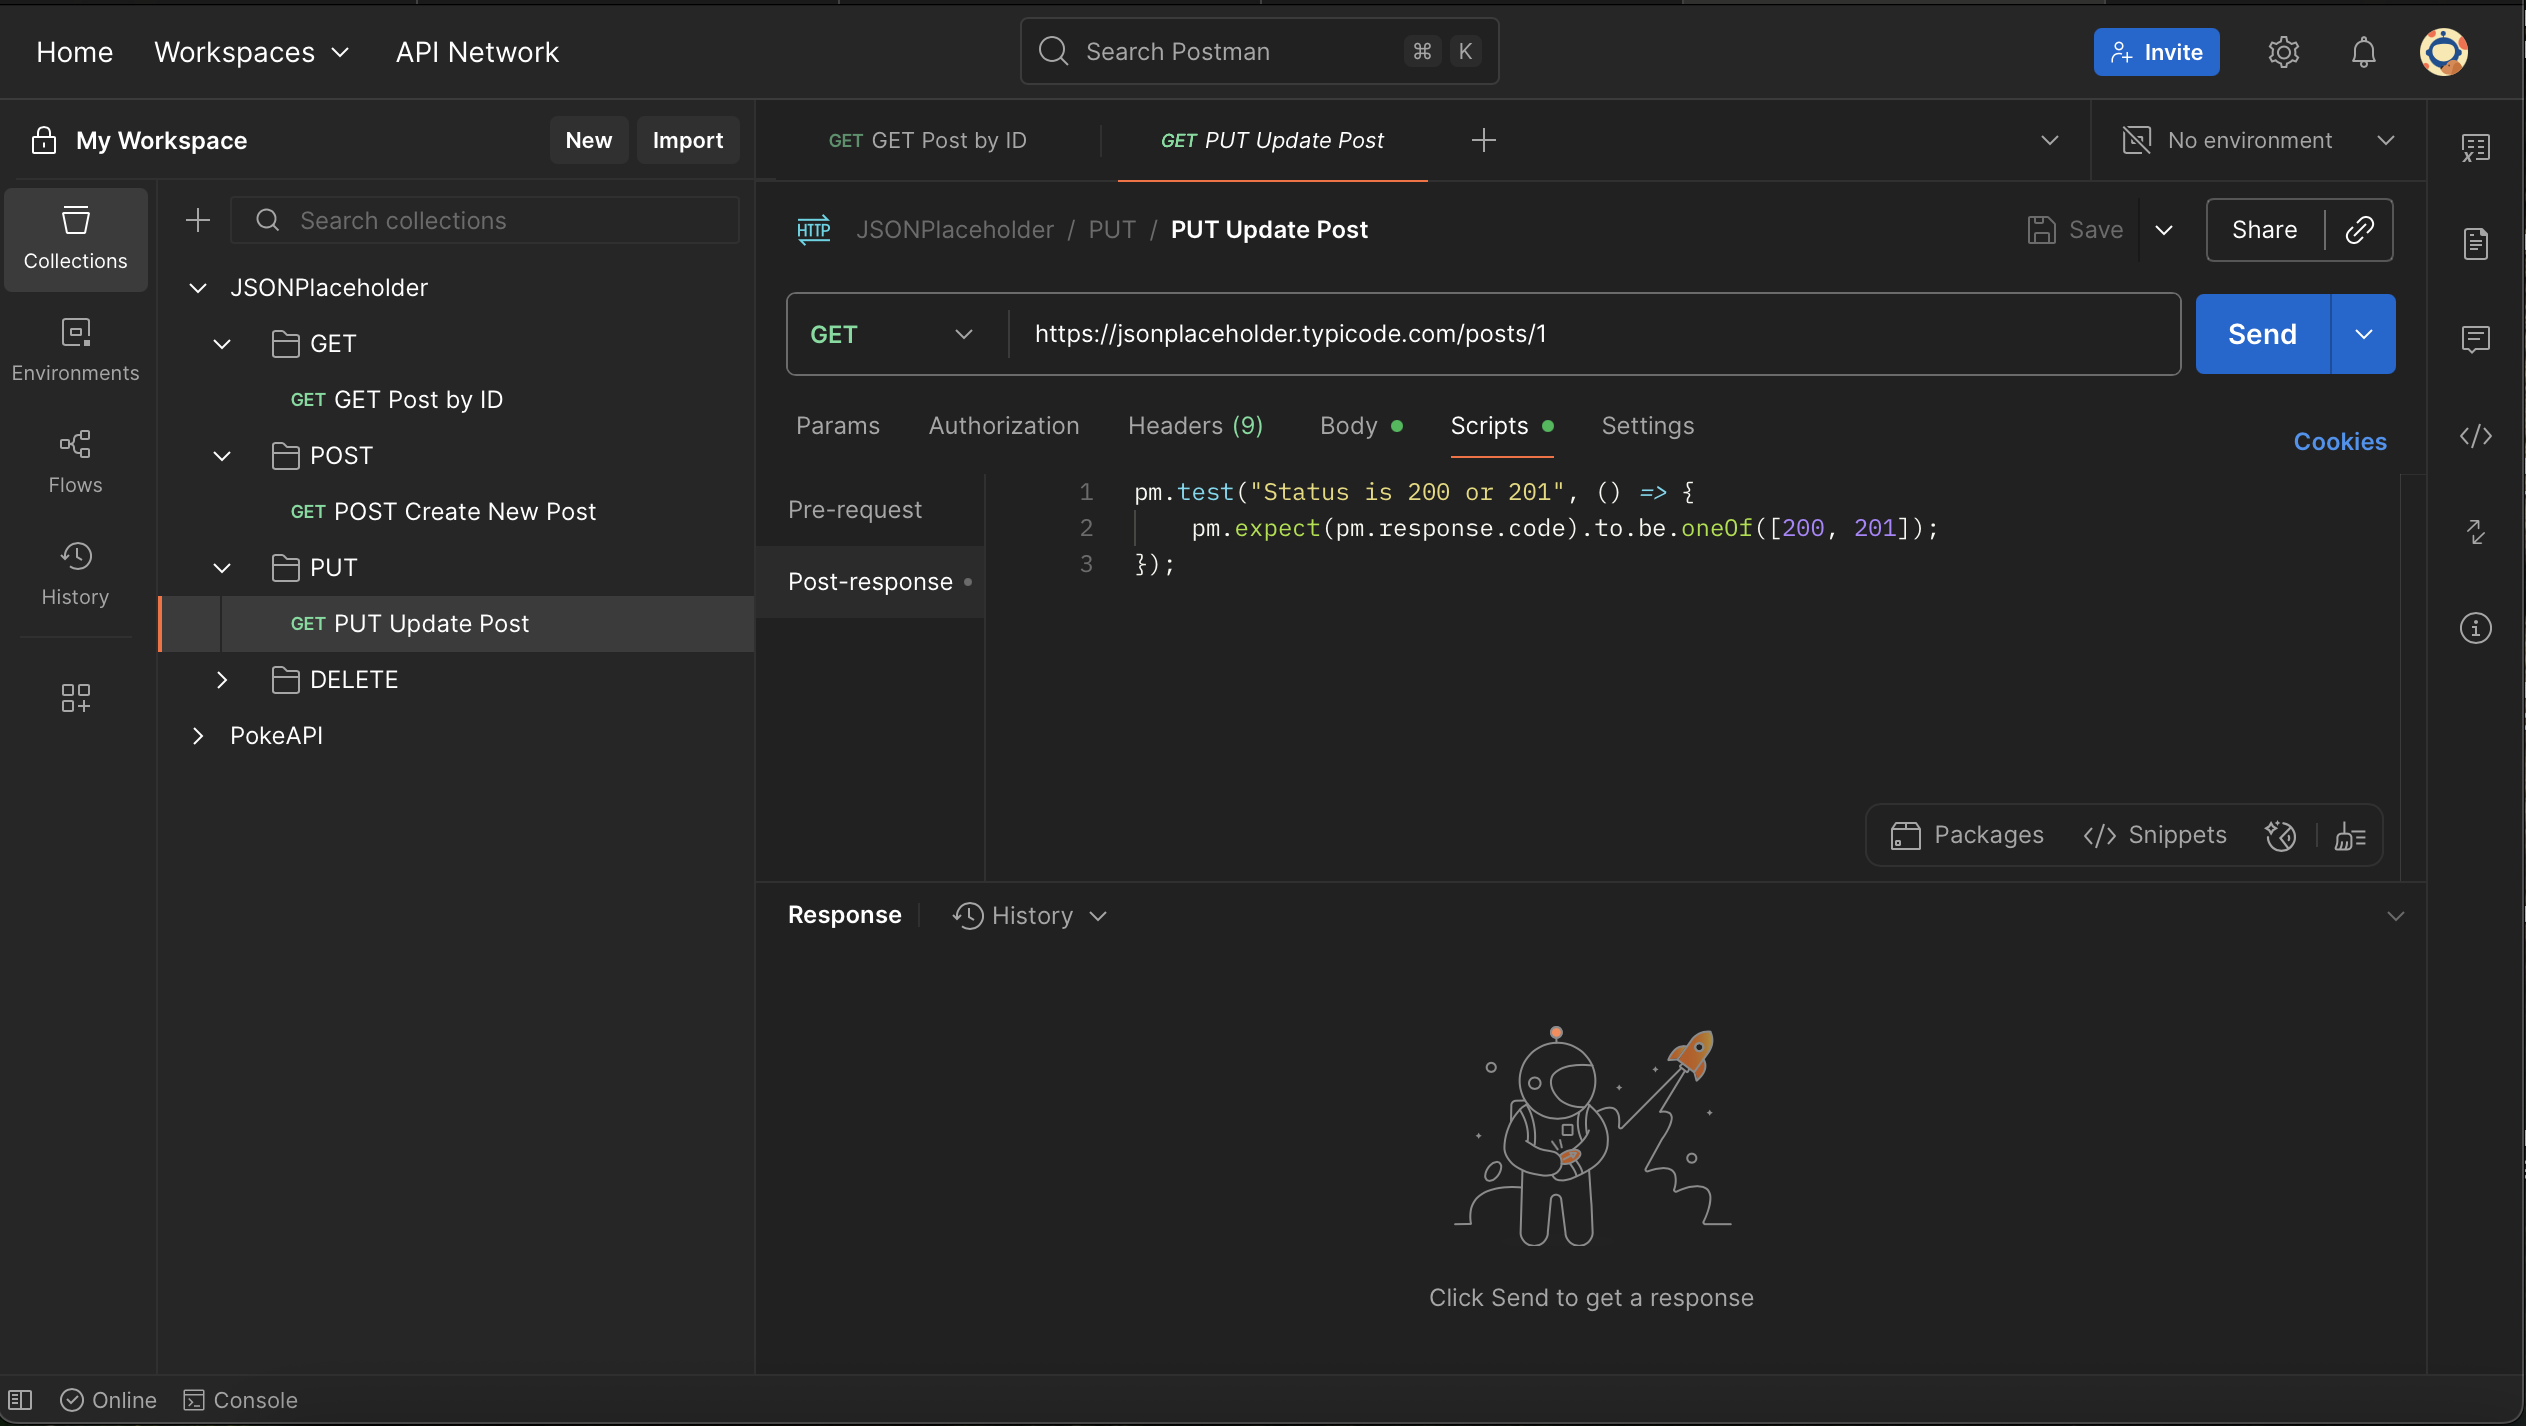 Home Workspaces API Network Search Postman ⌘ K Invite
My Workspace New Import
GET GET Post by ID GET PUT Update Post No environment
Collections
Environments
Flows
History
Search collections
JSONPlaceholder
GET
GET GET Post by ID
POST
GET POST Create New Post
PUT
GET PUT Update Post
DELETE
PokeAPI
HTTP JSONPlaceholder / PUT / PUT Update Post Save Share
GET https://jsonplaceholder.typicode.com/posts/1 Send
Params Authorization Headers (9) Body Scripts Settings Cookies
Pre-request
Post-response
1 pm.test("Status is 200 or 201", () => {
2 pm.expect(pm.response.code).to.be.oneOf([200, 201]);
3 });
Packages </> Snippets
Response History
Click Send to get a response
Online Console